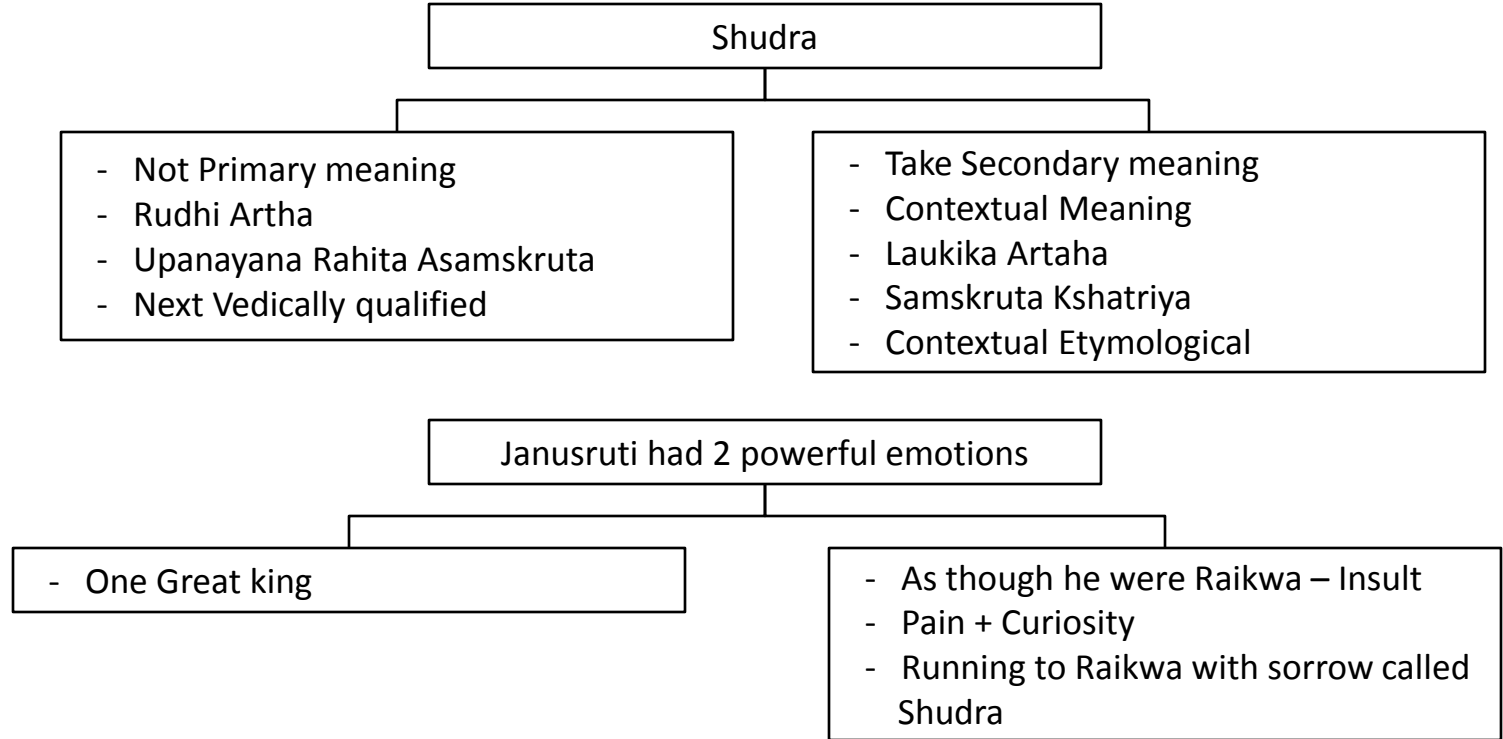 Shudra
- Not Primary meaning
- Rudhi Artha
- Upanayana Rahita Asamskruta
- Next Vedically qualified
- Take Secondary meaning
- Contextual Meaning
- Laukika Artaha
- Samskruta Kshatriya
- Contextual Etymological
Janusruti had 2 powerful emotions
- One Great king
- As though he were Raikwa – Insult
- Pain + Curiosity
- Running to Raikwa with sorrow called
Shudra